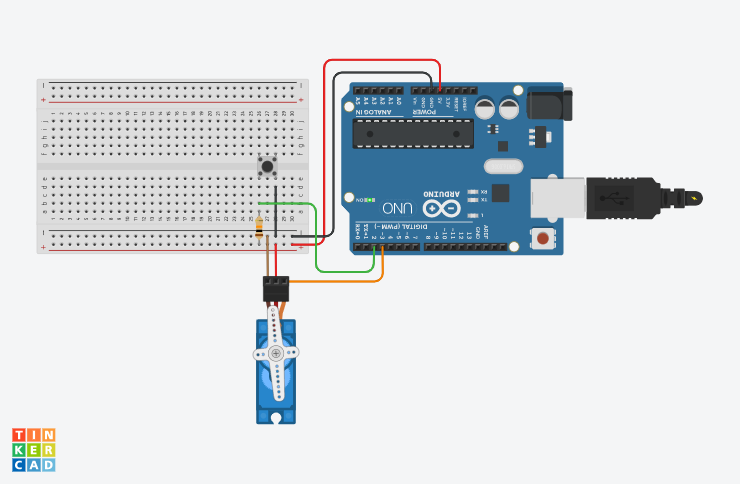 A5 A4 A3 A2 A1 A0
Vin GND GND 5V 3.3V RESET IOREF
ANALOG IN
POWER
ON
UNO
ARDUINO
RX
TX
L
DIGITAL (PWM~)
RX←0 TX→1 2 ~3 4 ~5 ~6 7 8 ~9 ~10 ~11 12 13 GND AREF
j
i
h
g
f
e
d
c
b
a
TIN
KER
CAD